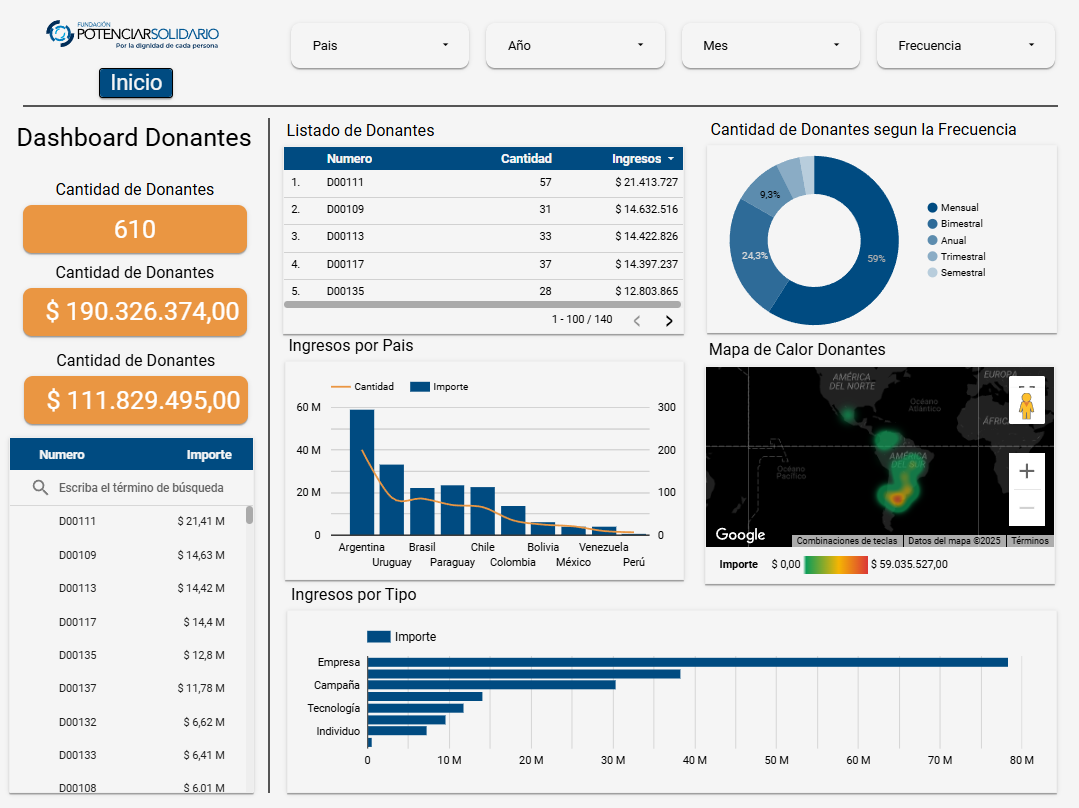 FUNDACIÓN
POTENCIARSOLIDARIO
Por la dignidad de cada persona
Inicio
Pais
Año
Mes
Frecuencia
Dashboard Donantes
Cantidad de Donantes
610
Cantidad de Donantes
$ 190.326.374,00
Cantidad de Donantes
$ 111.829.495,00
Numero Importe
Escriba el término de búsqueda
D00111 $ 21,41 M
D00109 $ 14,63 M
D00113 $ 14,42 M
D00117 $ 14,4 M
D00135 $ 12,8 M
D00137 $ 11,78 M
D00132 $ 6,62 M
D00133 $ 6,41 M
D00108 $ 6,01 M
Listado de Donantes
Numero Cantidad Ingresos
1. D00111 57 $ 21.413.727
2. D00109 31 $ 14.632.516
3. D00113 33 $ 14.422.826
4. D00117 37 $ 14.397.237
5. D00135 28 $ 12.803.865
1 - 100 / 140
Cantidad de Donantes segun la Frecuencia
9,3%
24,3%
59%
Mensual
Bimestral
Anual
Trimestral
Semestral
Ingresos por Pais
Cantidad Importe
60 M 300
40 M 200
20 M 100
0 0
Argentina Brasil Chile Bolivia Venezuela
Uruguay Paraguay Colombia México Perú
Mapa de Calor Donantes
AMÉRICA
DEL NORTE
EUROPA
Océano
Atlántico
ÁFRIC
AMÉRICA
DEL SUR
Océano
Pacífico
Google
Combinaciones de teclas Datos del mapa ©2025 Términos
Importe $ 0,00 $ 59.035.527,00
Ingresos por Tipo
Importe
Empresa
Campaña
Tecnología
Individuo
0 10 M 20 M 30 M 40 M 50 M 60 M 70 M 80 M